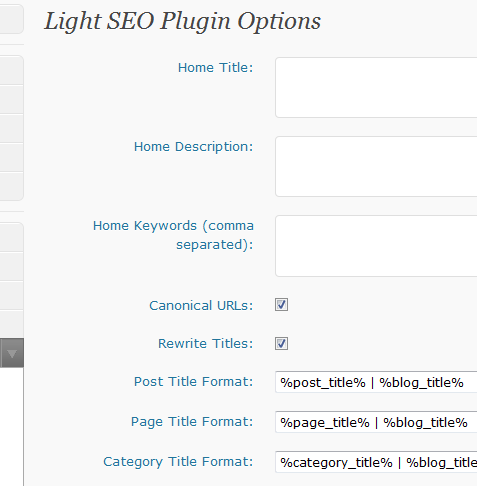 Light SEO Plugin Options
Home Title:
Home Description:
Home Keywords (comma
separated):
Canonical URLs:
Rewrite Titles:
Post Title Format: %post_title% | %blog_title%
Page Title Format: %page_title% | %blog_title%
Category Title Format: %category_title% | %blog_title